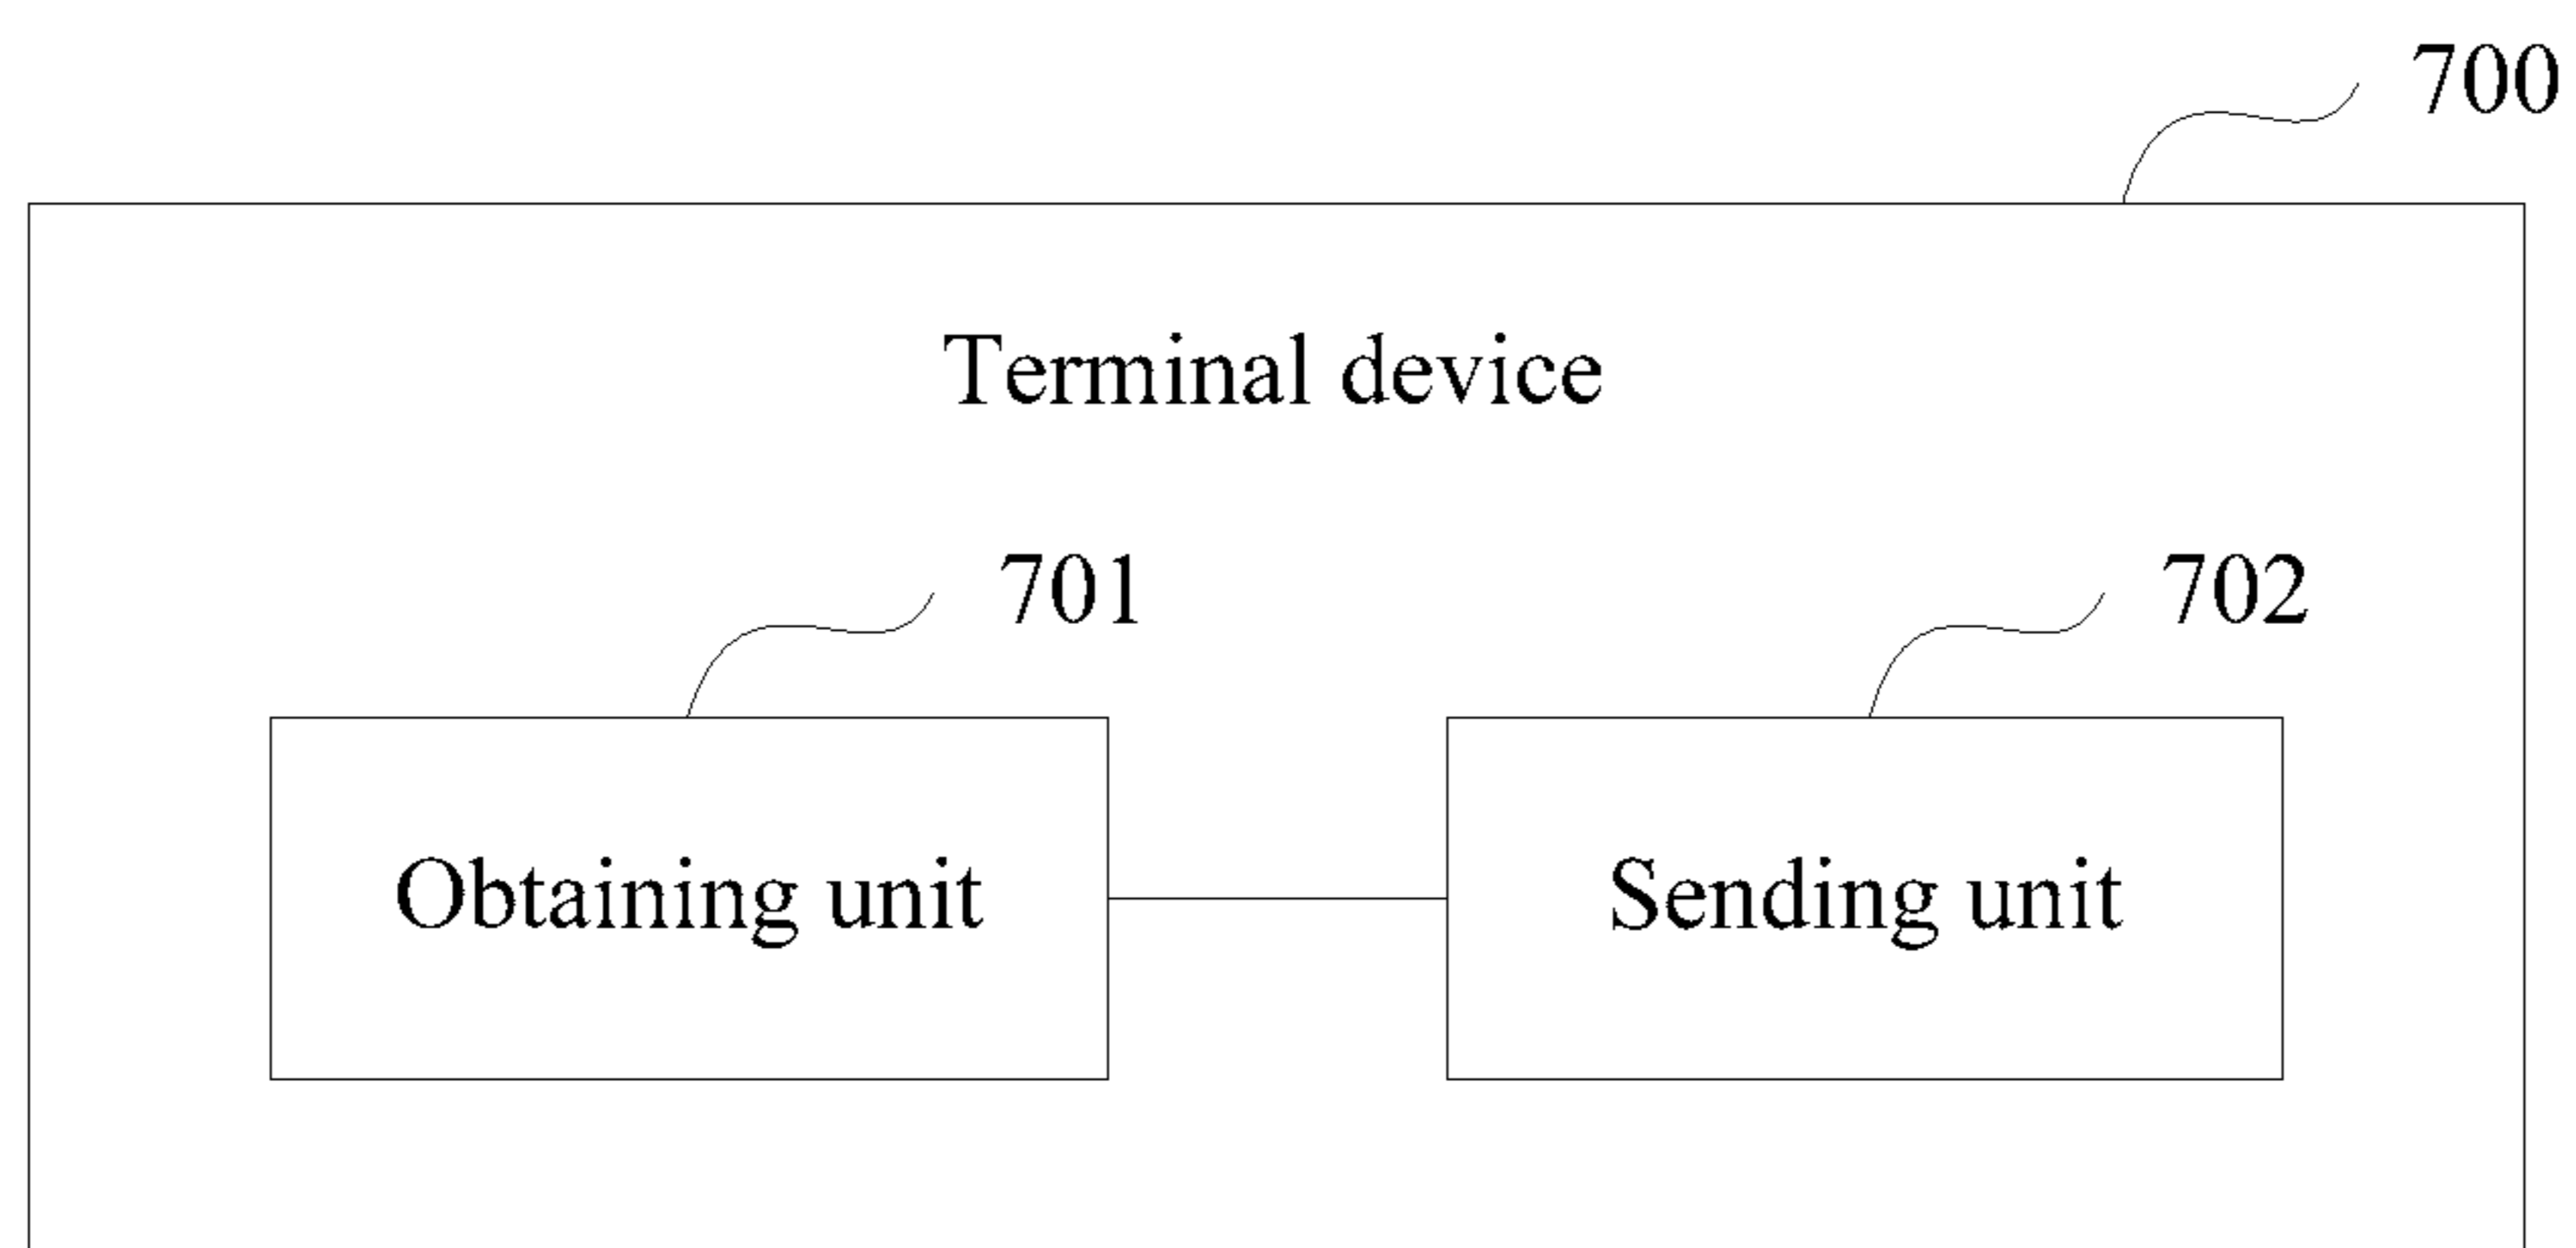 700
Terminal device
701
702
Obtaining unit
Sending unit